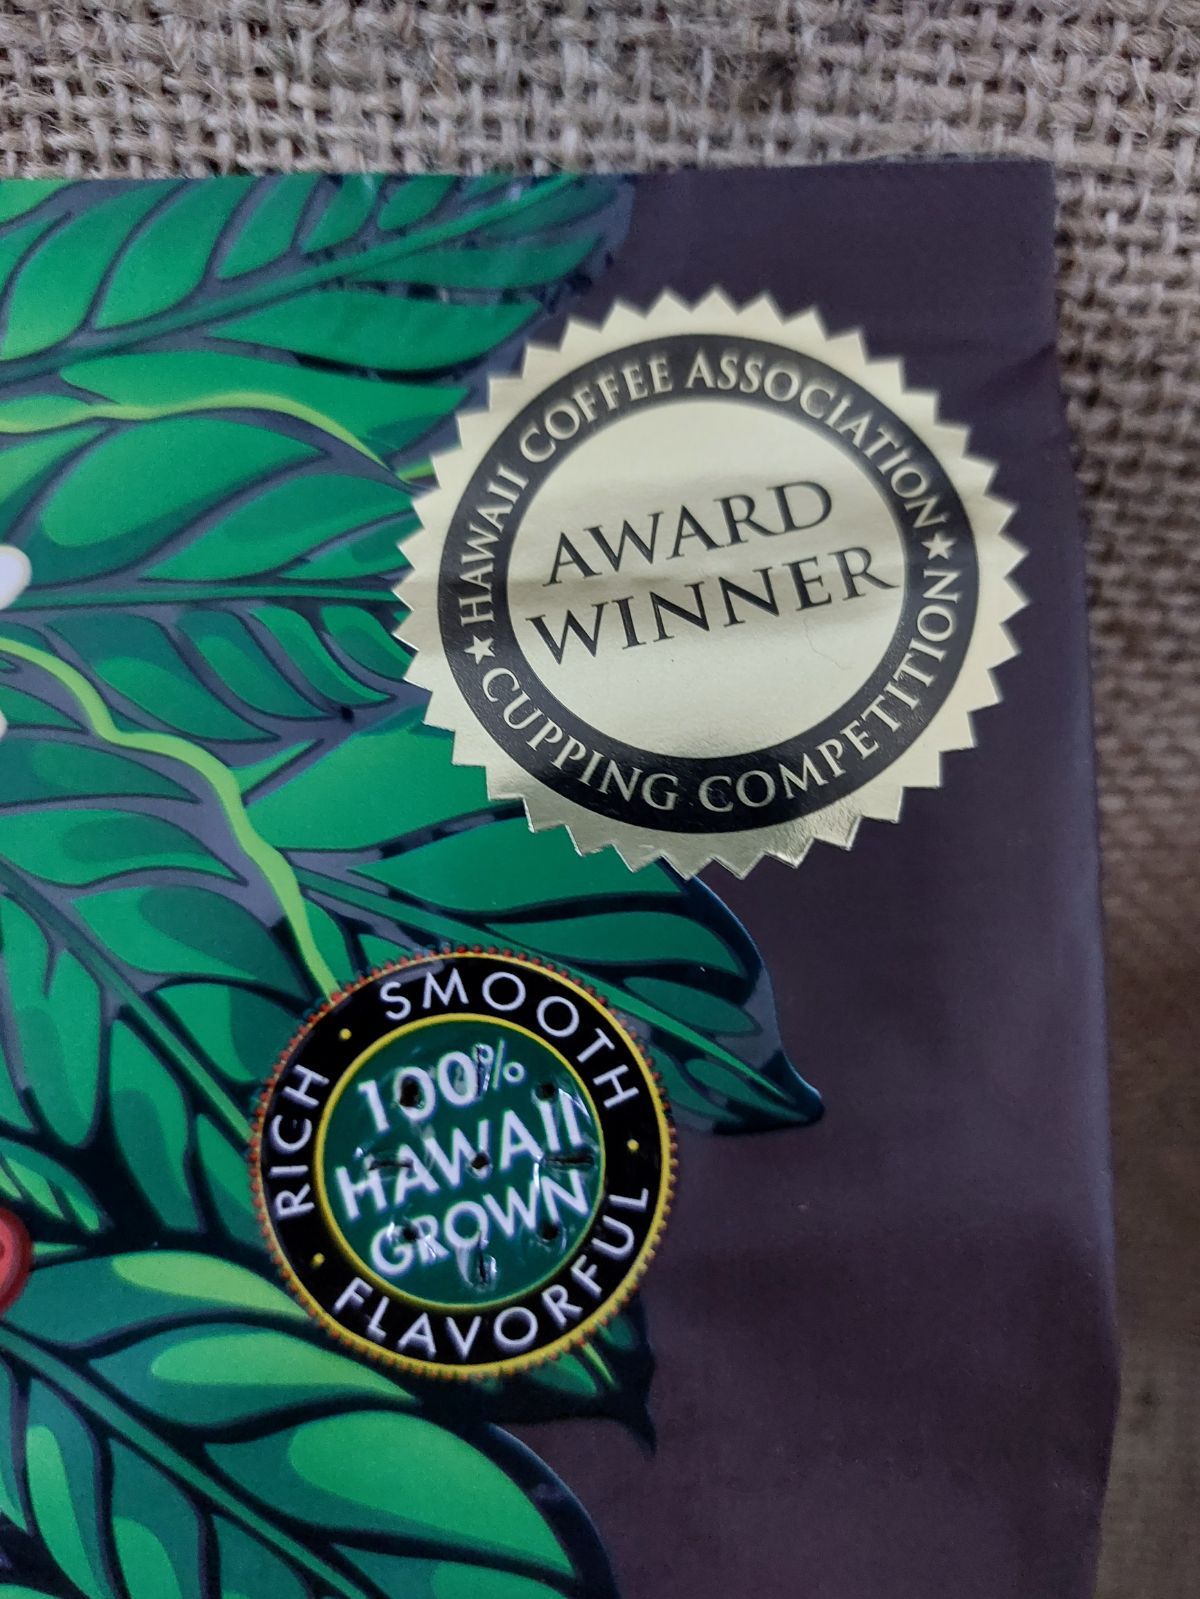 HAWAII COFFEE ASSOCIATION
AWARD
WINNER
★ CUPPING COMPETITION ★
RICH · SMOOTH · FLAVORFUL ·
100%
HAWAII
GROWN